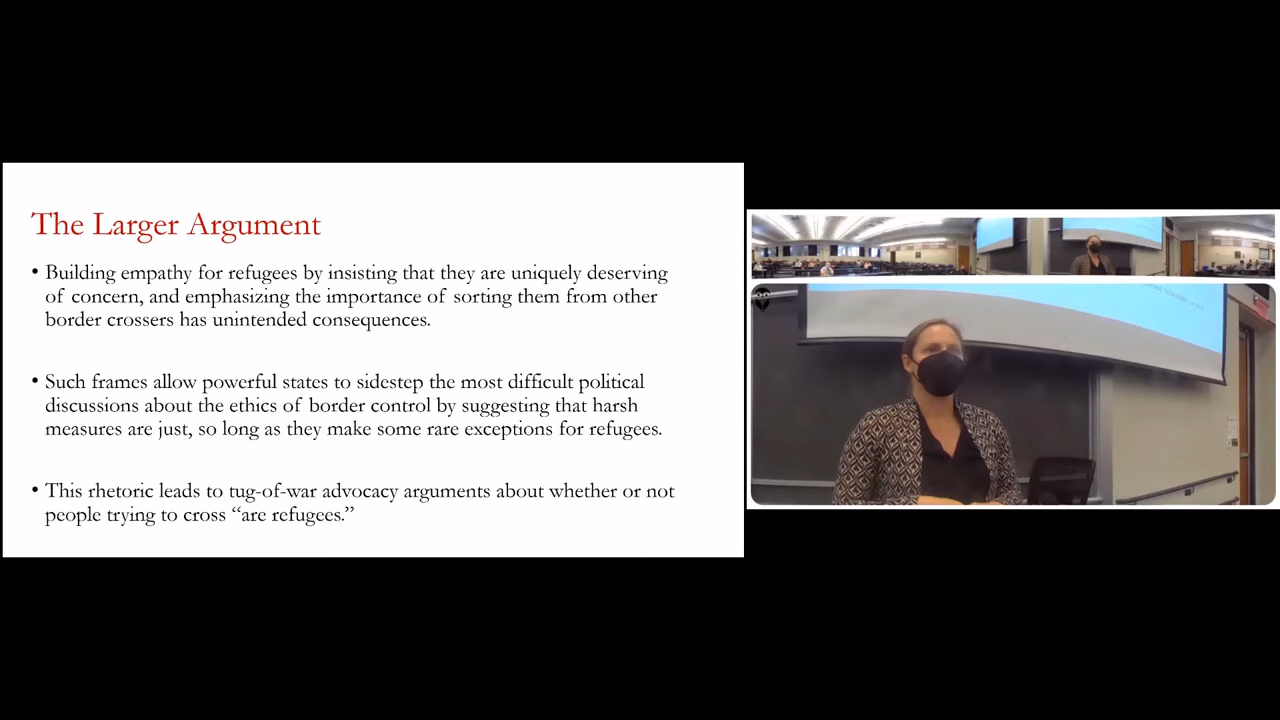 The Larger Argument
• Building empathy for refugees by insisting that they are uniquely deserving
of concern, and emphasizing the importance of sorting them from other
border crossers has unintended consequences.
• Such frames allow powerful states to sidestep the most difficult political
discussions about the ethics of border control by suggesting that harsh
measures are just, so long as they make some rare exceptions for refugees.
• This rhetoric leads to tug-of-war advocacy arguments about whether or not
people trying to cross “are refugees.”